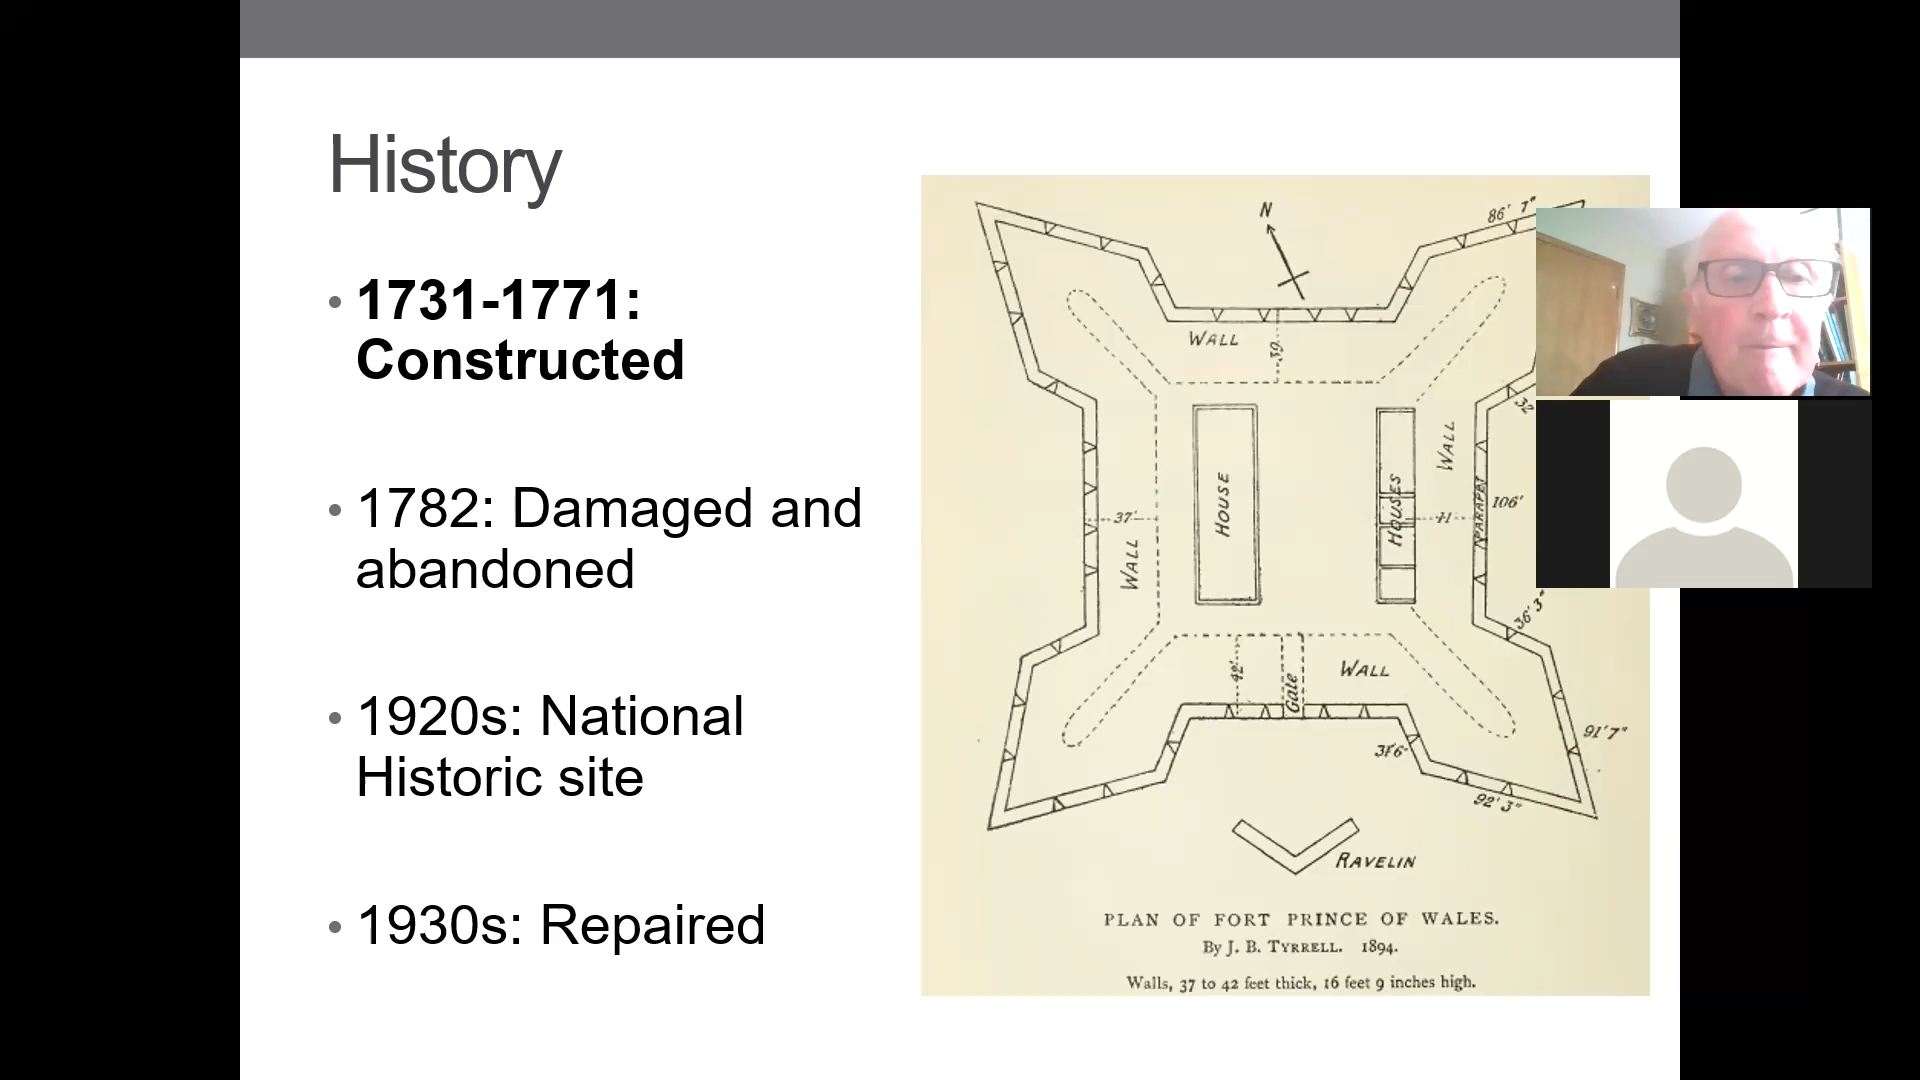 History
• 1731-1771:
Constructed
• 1782: Damaged and
abandoned
• 1920s: National
Historic site
• 1930s: Repaired
N
86' 7"
WALL
39'
32
WALL
HOUSE
HOUSES
PARAPET
106'
37'
WALL
36' 3"
42'
Gate
WALL
91' 7"
31'6"
92' 3"
RAVELIN
PLAN OF FORT PRINCE OF WALES.
By J. B. TYRRELL. 1894.
Walls, 37 to 42 feet thick, 16 feet 9 inches high.